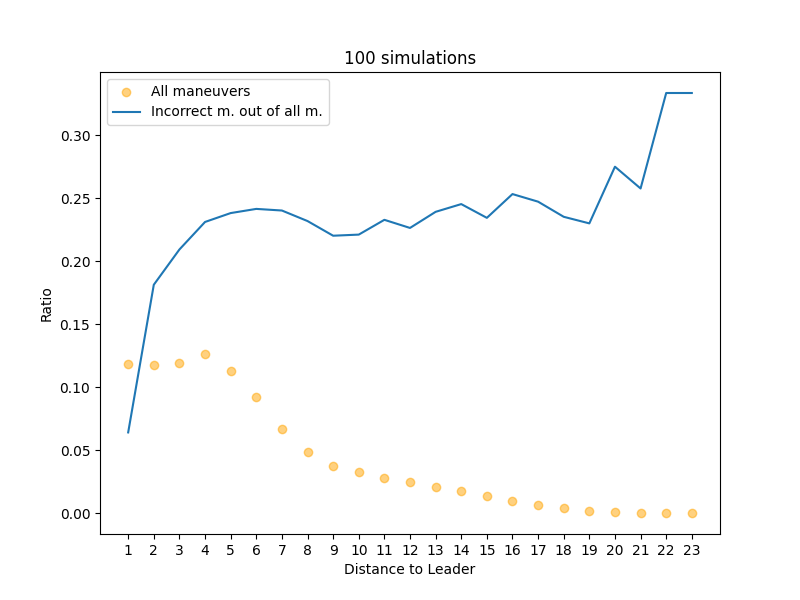 100 simulations
All maneuvers
Incorrect m. out of all m.
Ratio
0.30
0.25
0.20
0.15
0.10
0.05
0.00
1 2 3 4 5 6 7 8 9 10 11 12 13 14 15 16 17 18 19 20 21 22 23
Distance to Leader